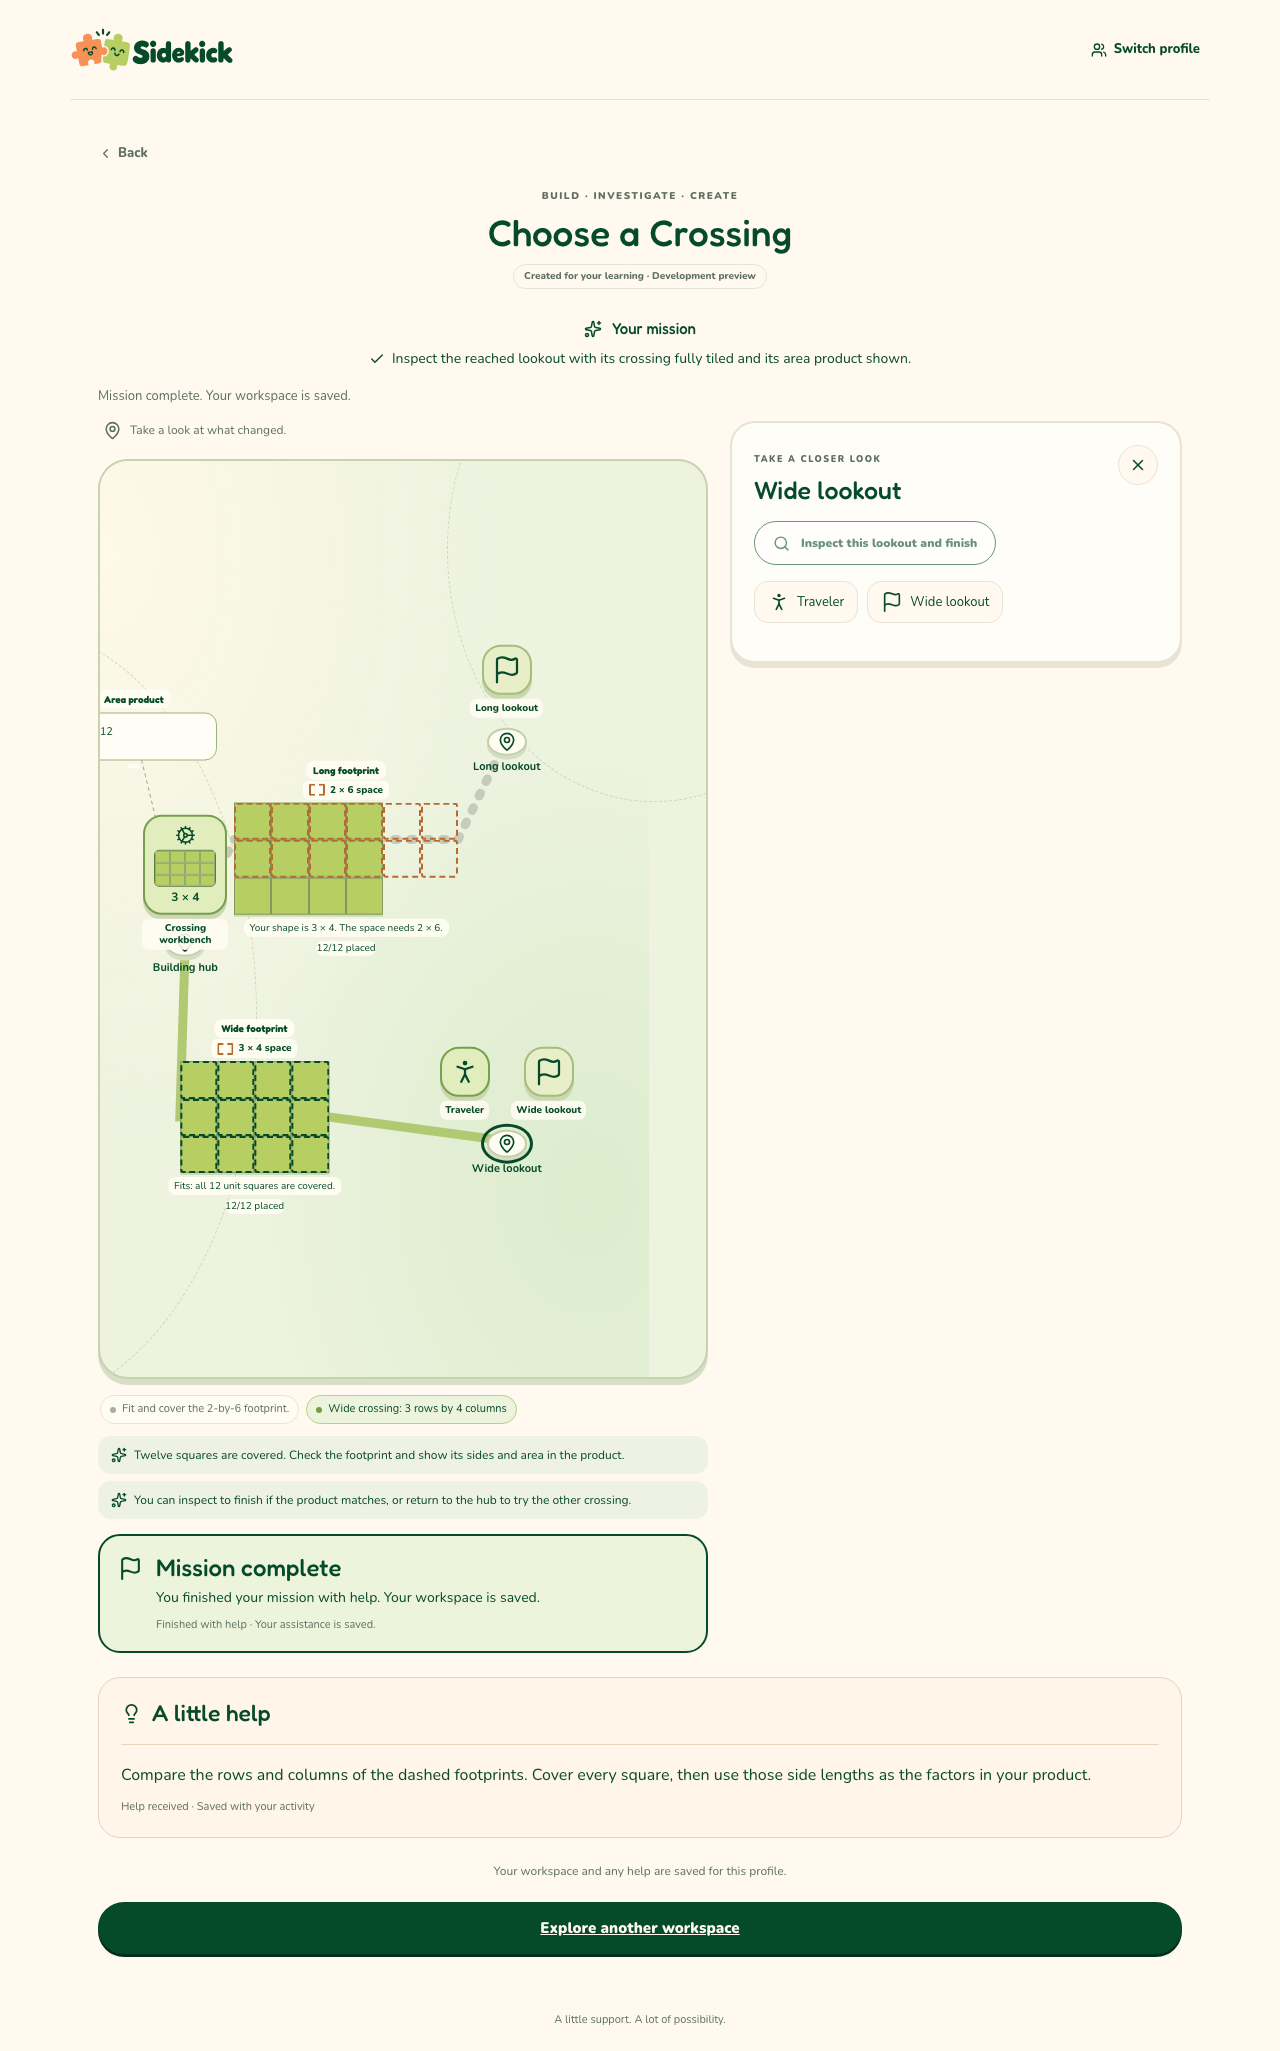 Sidekick
Switch profile
Back
BUILD · INVESTIGATE · CREATE
Choose a Crossing
Created for your learning · Development preview
Your mission
Inspect the reached lookout with its crossing fully tiled and its area product shown.
Mission complete. Your workspace is saved.
Take a look at what changed.
TAKE A CLOSER LOOK
Wide lookout
Inspect this lookout and finish
Traveler
Wide lookout
Long lookout
Long lookout
Area product
12
Long footprint
2 × 6 space
3 × 4
Crossing
workbench
Building hub
Your shape is 3 × 4. The space needs 2 × 6.
12/12 placed
Wide footprint
3 × 4 space
Traveler
Wide lookout
Wide lookout
Fits: all 12 unit squares are covered.
12/12 placed
Fit and cover the 2-by-6 footprint.
Wide crossing: 3 rows by 4 columns
Twelve squares are covered. Check the footprint and show its sides and area in the product.
You can inspect to finish if the product matches, or return to the hub to try the other crossing.
Mission complete
You finished your mission with help. Your workspace is saved.
Finished with help · Your assistance is saved.
A little help
Compare the rows and columns of the dashed footprints. Cover every square, then use those side lengths as the factors in your product.
Help received · Saved with your activity
Your workspace and any help are saved for this profile.
Explore another workspace
A little support. A lot of possibility.